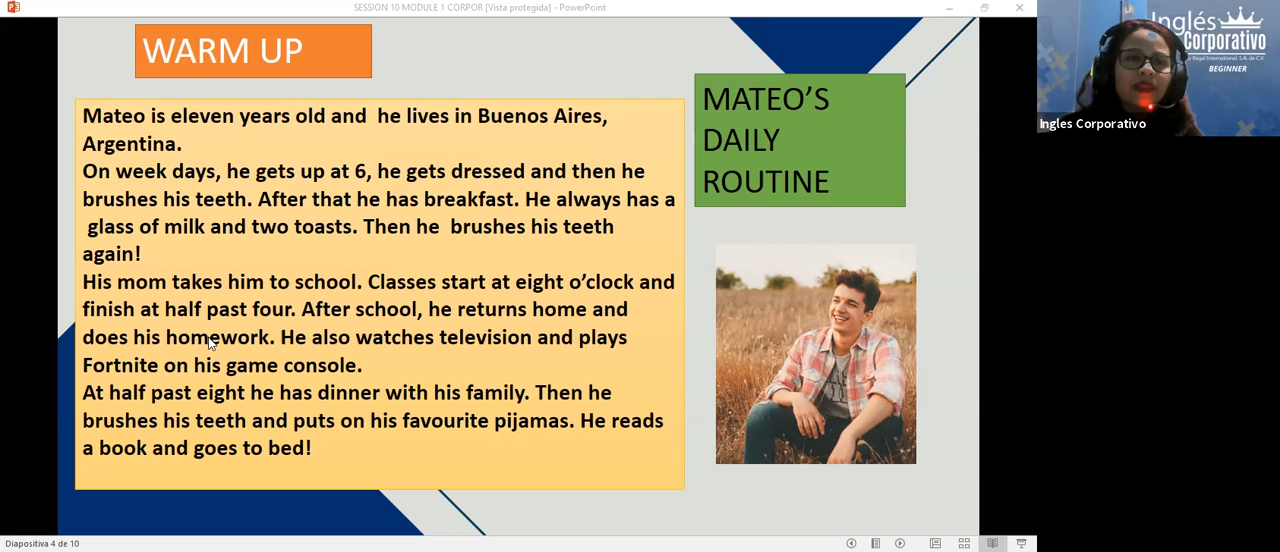 SESSION 10 MODULE 1 CORPOR [Vista protegida] - PowerPoint
WARM UP
Mateo is eleven years old and he lives in Buenos Aires,
Argentina.
On week days, he gets up at 6, he gets dressed and then he
brushes his teeth. After that he has breakfast. He always has a
glass of milk and two toasts. Then he brushes his teeth
again!
His mom takes him to school. Classes start at eight o’clock and
finish at half past four. After school, he returns home and
does his homework. He also watches television and plays
Fortnite on his game console.
At half past eight he has dinner with his family. Then he
brushes his teeth and puts on his favourite pijamas. He reads
a book and goes to bed!
MATEO’S
DAILY
ROUTINE
Inglés
Corporativo
Regal International, S.A. de C.V.
BEGINNER
Ingles Corporativo
Diapositiva 4 de 10